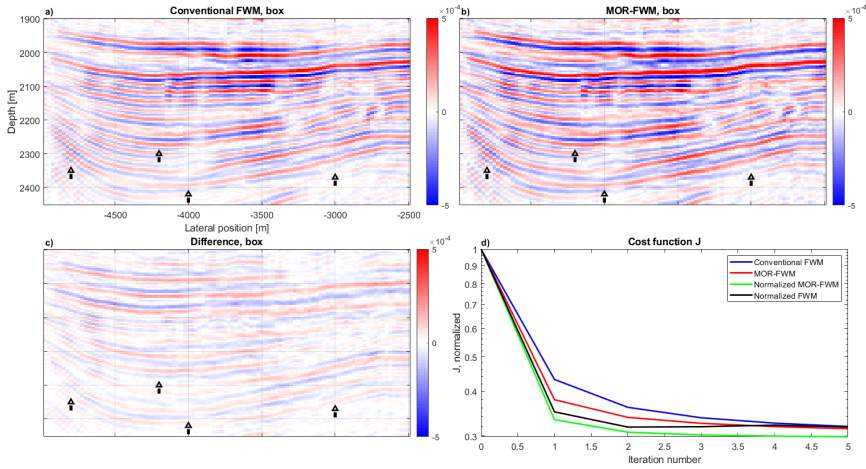 a)
Conventional FWM, box
1900
2000
2100
2200
2300
2400
Depth [m]
-4500
-4000
-3500
-3000
-2500
Lateral position [m]
×10⁻⁴
5
0
-5
b)
MOR-FWM, box
×10⁻⁴
5
0
-5
c)
Difference, box
×10⁻⁴
5
0
-5
d)
Cost function J
1
0.9
0.8
0.7
0.6
0.5
0.4
0.3
J, normalized
Conventional FWM
MOR-FWM
Normalized MOR-FWM
Normalized FWM
0
0.5
1
1.5
2
2.5
3
3.5
4
4.5
5
Iteration number